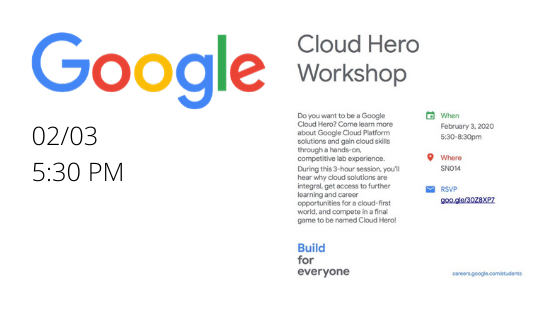 Google
02/03
5:30 PM
Cloud Hero
Workshop
Do you want to be a Google
Cloud Hero? Come learn more
about Google Cloud Platform
solutions and gain cloud skills
through a hands-on,
competitive lab experience.
During this 3-hour session, you'll
hear why cloud solutions are
integral, get access to further
learning and career
opportunities for a cloud-first
world, and compete in a final
game to be named Cloud Hero!
When
February 3, 2020
5:30-8:30pm
Where
SN014
RSVP
goo.gle/30Z8XP7
Build
for
everyone
careers.google.com/students